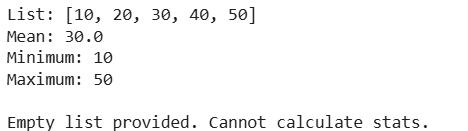 List: [10, 20, 30, 40, 50]
Mean: 30.0
Minimum: 10
Maximum: 50

Empty list provided. Cannot calculate stats.